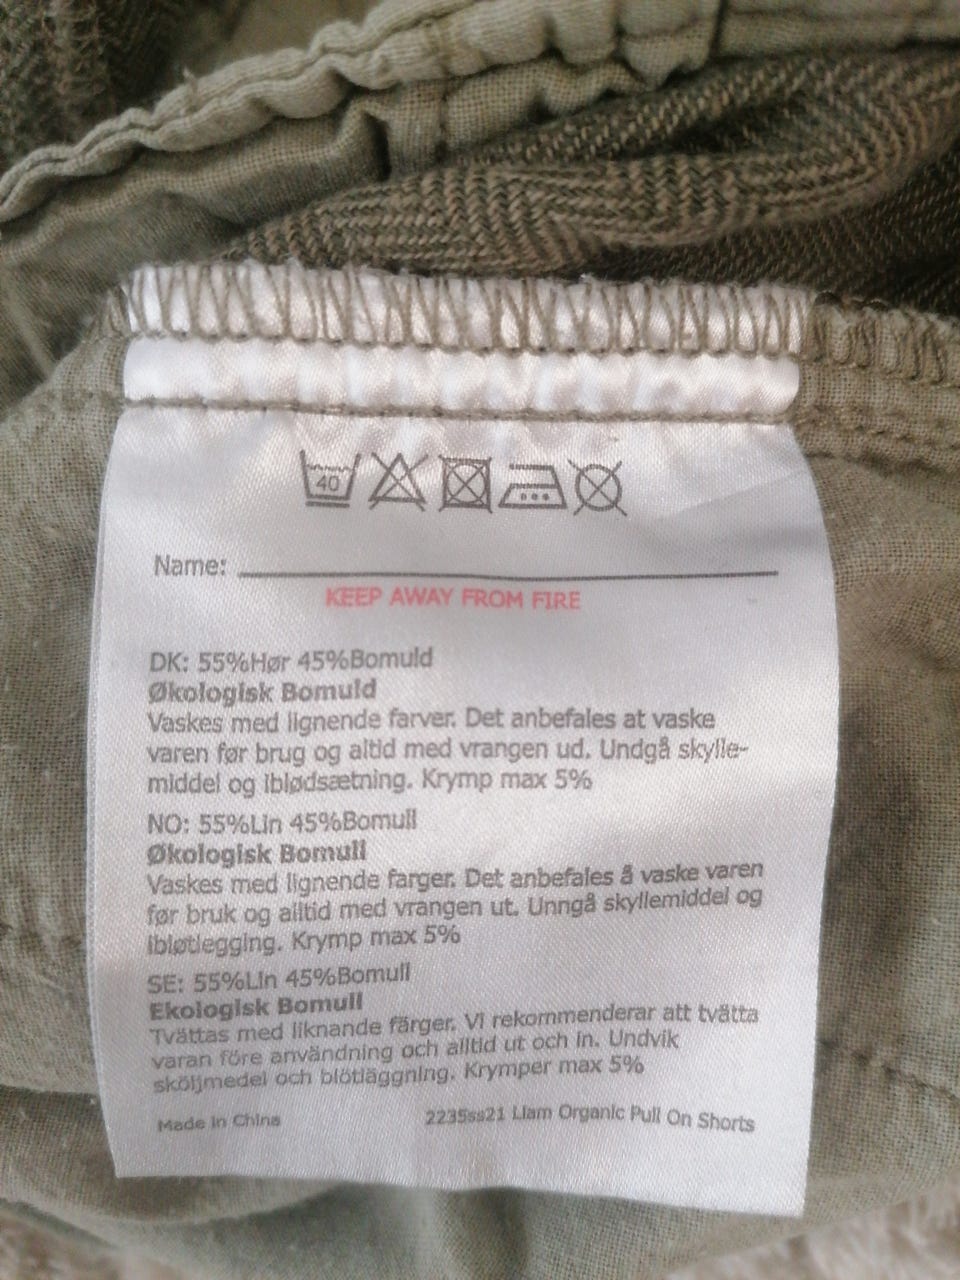 40
Name:
KEEP AWAY FROM FIRE
DK: 55%Hør 45%Bomuld
Økologisk Bomuld
Vaskes med lignende farver. Det anbefales at vaske
varen før brug og altid med vrangen ud. Undgå skylle-
middel og iblødsætning. Krymp max 5%
NO: 55%Lin 45%Bomull
Økologisk Bomull
Vaskes med lignende farger. Det anbefales å vaske varen
før bruk og alltid med vrangen ut. Unngå skyllemiddel og
ibløtlegging. Krymp max 5%
SE: 55%Lin 45%Bomull
Ekologisk Bomull
Tvättas med liknande färger. Vi rekommenderar att tvätta
varan före användning och alltid ut och in. Undvik
sköljmedel och blötläggning. Krymper max 5%
Made in China
2235ss21 Liam Organic Pull On Shorts